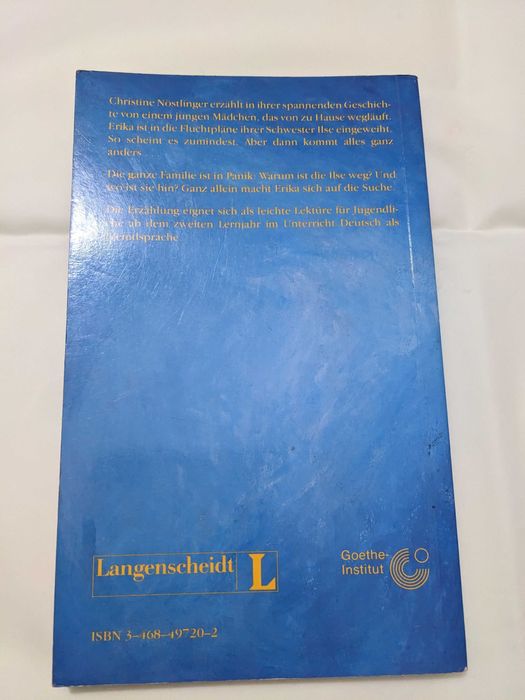 Christine Nöstlinger erzählt in ihrer spannenden Geschich-
te von einem jungen Mädchen, das von zu Hause wegläuft.
Erika ist in die Fluchtpläne ihrer Schwester Ilse eingeweiht.
So scheint es zumindest. Aber dann kommt alles ganz
anders.
Die ganze Familie ist in Panik: Warum ist die Ilse weg? Und
wo ist sie hin? Ganz allein macht Erika sich auf die Suche.
Die Erzählung eignet sich als leichte Lektüre für Jugendli-
che ab dem zweiten Lernjahr im Unterricht Deutsch als
Fremdsprache.
Langenscheidt L
Goethe-
Institut
ISBN 3-468-49720-2